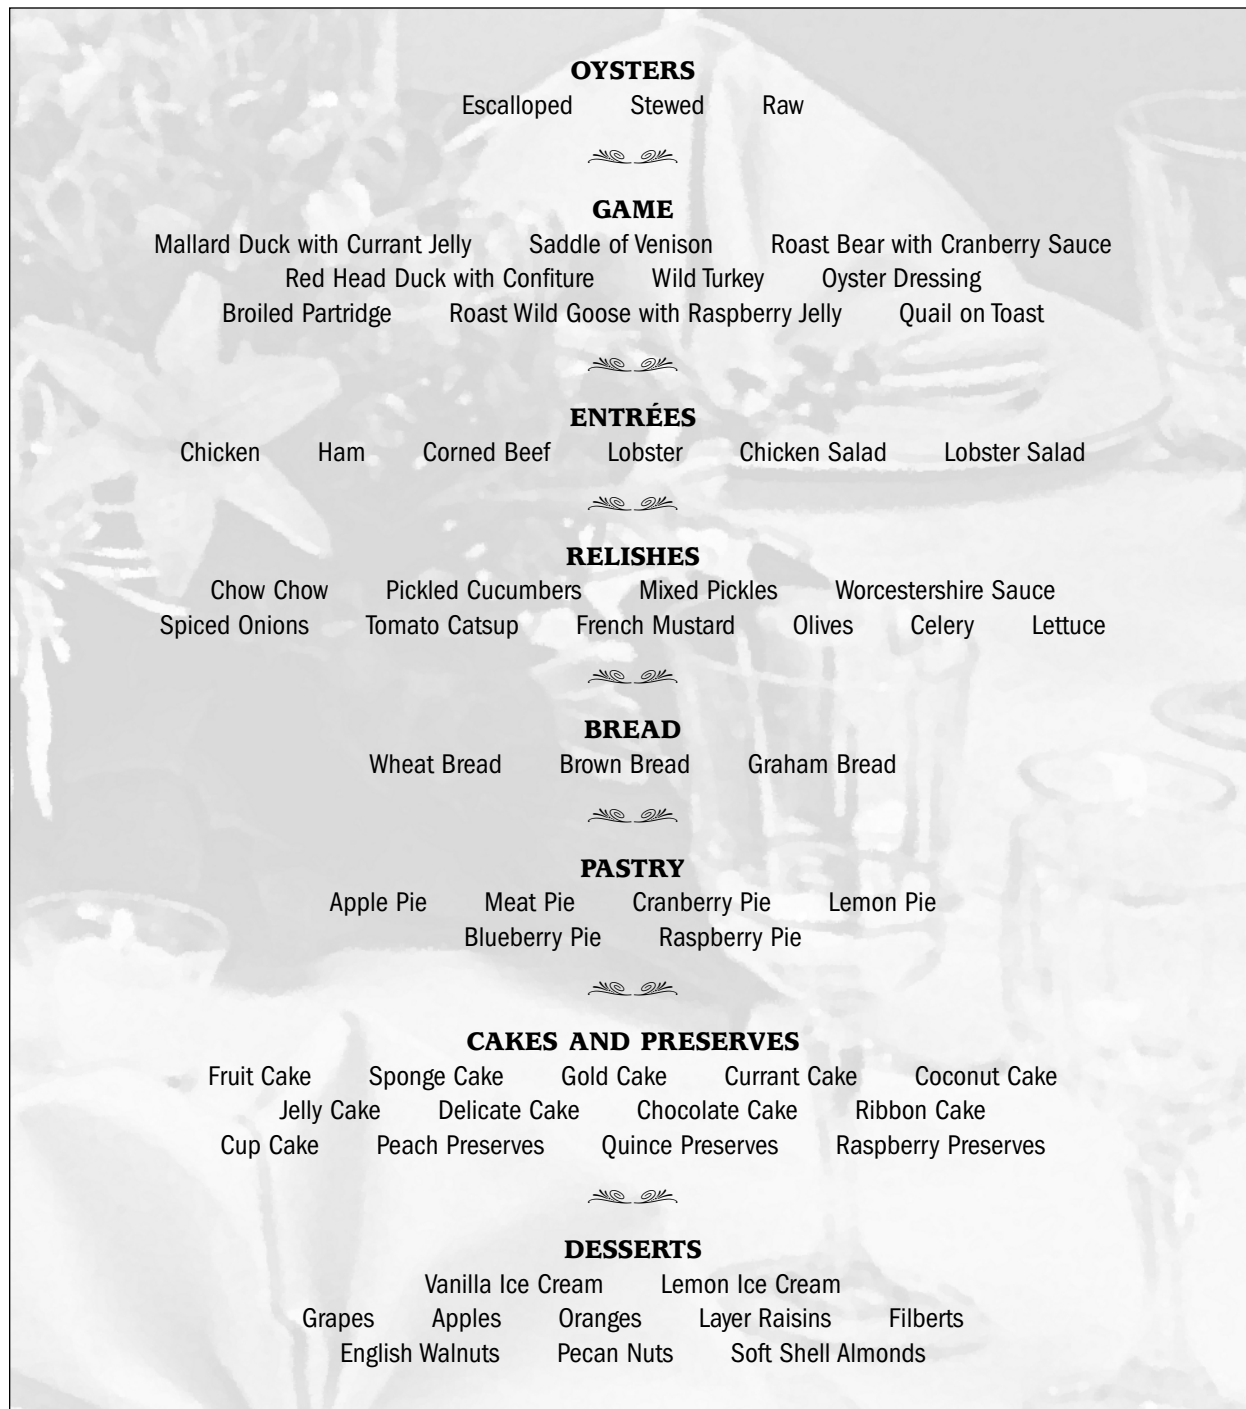 OYSTERS
Escalloped Stewed Raw
GAME
Mallard Duck with Currant Jelly Saddle of Venison Roast Bear with Cranberry Sauce
Red Head Duck with Confiture Wild Turkey Oyster Dressing
Broiled Partridge Roast Wild Goose with Raspberry Jelly Quail on Toast
ENTRÉES
Chicken Ham Corned Beef Lobster Chicken Salad Lobster Salad
RELISHES
Chow Chow Pickled Cucumbers Mixed Pickles Worcestershire Sauce
Spiced Onions Tomato Catsup French Mustard Olives Celery Lettuce
BREAD
Wheat Bread Brown Bread Graham Bread
PASTRY
Apple Pie Meat Pie Cranberry Pie Lemon Pie
Blueberry Pie Raspberry Pie
CAKES AND PRESERVES
Fruit Cake Sponge Cake Gold Cake Currant Cake Coconut Cake
Jelly Cake Delicate Cake Chocolate Cake Ribbon Cake
Cup Cake Peach Preserves Quince Preserves Raspberry Preserves
DESSERTS
Vanilla Ice Cream Lemon Ice Cream
Grapes Apples Oranges Layer Raisins Filberts
English Walnuts Pecan Nuts Soft Shell Almonds